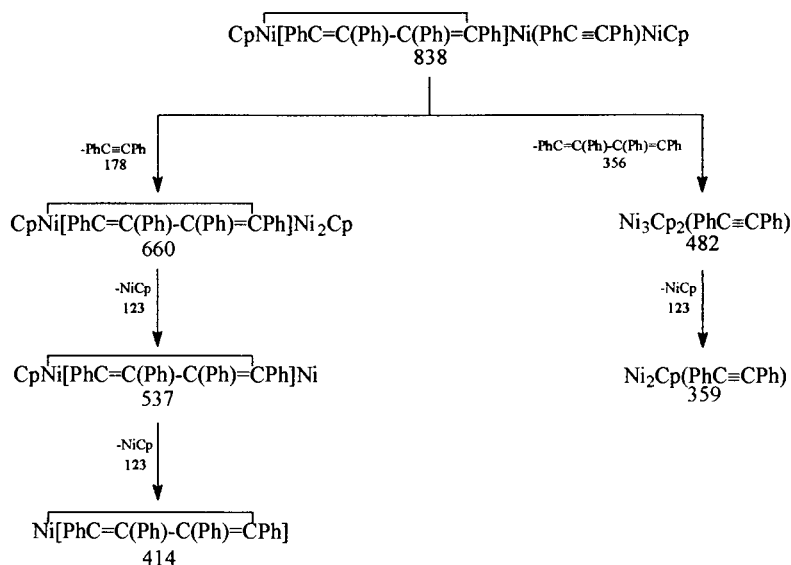 CpNi[PhC=C(Ph)-C(Ph)=CPh]Ni(PhC≡CPh)NiCp
838
-PhC≡CPh
178
-PhC=C(Ph)-C(Ph)=CPh
356
CpNi[PhC=C(Ph)-C(Ph)=CPh]Ni₂Cp
660
Ni₃Cp₂(PhC≡CPh)
482
-NiCp
123
-NiCp
123
CpNi[PhC=C(Ph)-C(Ph)=CPh]Ni
537
Ni₂Cp(PhC≡CPh)
359
-NiCp
123
Ni[PhC=C(Ph)-C(Ph)=CPh]
414